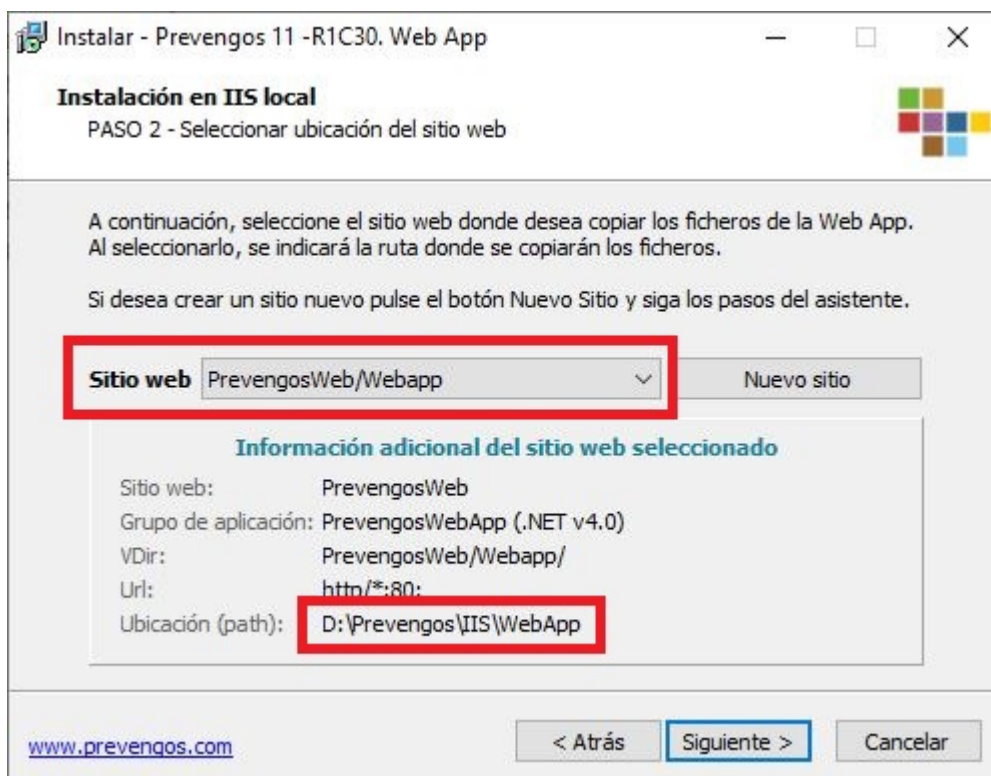 Instalar - Prevengos 11 -R1C30. Web App
Instalación en IIS local
PASO 2 - Seleccionar ubicación del sitio web
A continuación, seleccione el sitio web donde desea copiar los ficheros de la Web App.
Al seleccionarlo, se indicará la ruta donde se copiarán los ficheros.
Si desea crear un sitio nuevo pulse el botón Nuevo Sitio y siga los pasos del asistente.
Sitio web PrevengosWeb/Webapp Nuevo sitio
Información adicional del sitio web seleccionado
Sitio web: PrevengosWeb
Grupo de aplicación: PrevengosWebApp (.NET v4.0)
VDir: PrevengosWeb/Webapp/
Url: http/*:80:
Ubicación (path): D:\Prevengos\IIS\WebApp
www.prevengos.com < Atrás Siguiente > Cancelar